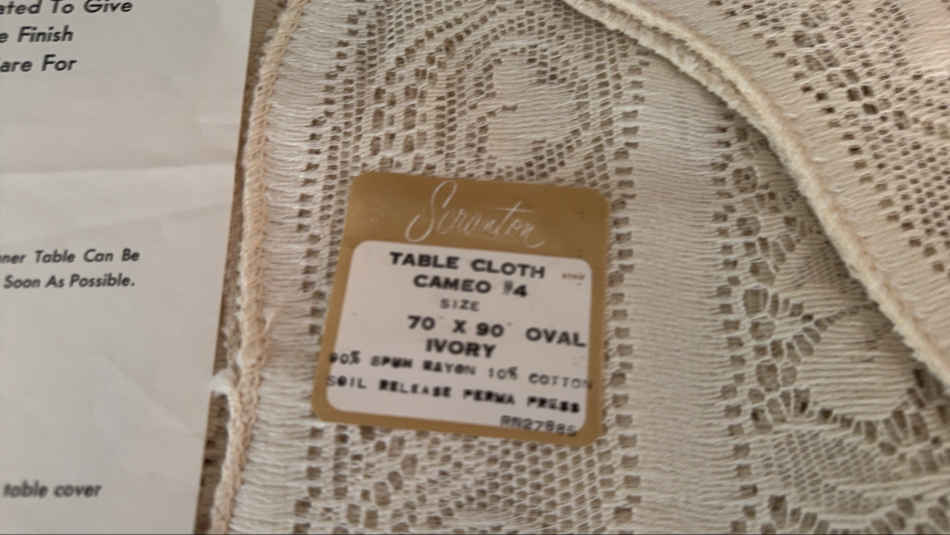 ated To Give
e Finish
are For
ner Table Can Be
Soon As Possible.
table cover
Scranton
TABLE CLOTH
CAMEO #4
SIZE
70" X 90" OVAL
IVORY
90% SPUN RAYON 10% COTTON
SOIL RELEASE PERMA PRESS